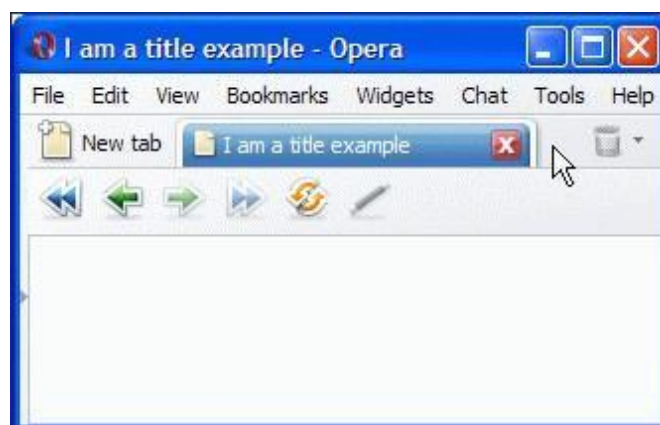 I am a title example - Opera
File Edit View Bookmarks Widgets Chat Tools Help
New tab I am a title example